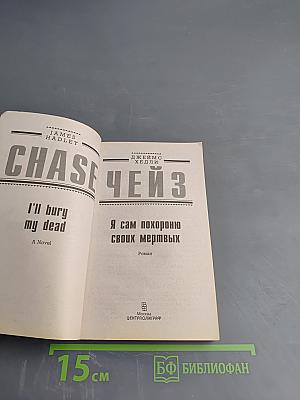 JAMES
HADLEY
CHASE
I'll bury
my dead
A Novel
ДЖЕЙМС
ХЕДЛИ
ЧЕЙЗ
Я сам похороню
своих мертвых
Роман
Москва
ЦЕНТРПОЛИГРАФ
15 см
БФ БИБЛИОФАН